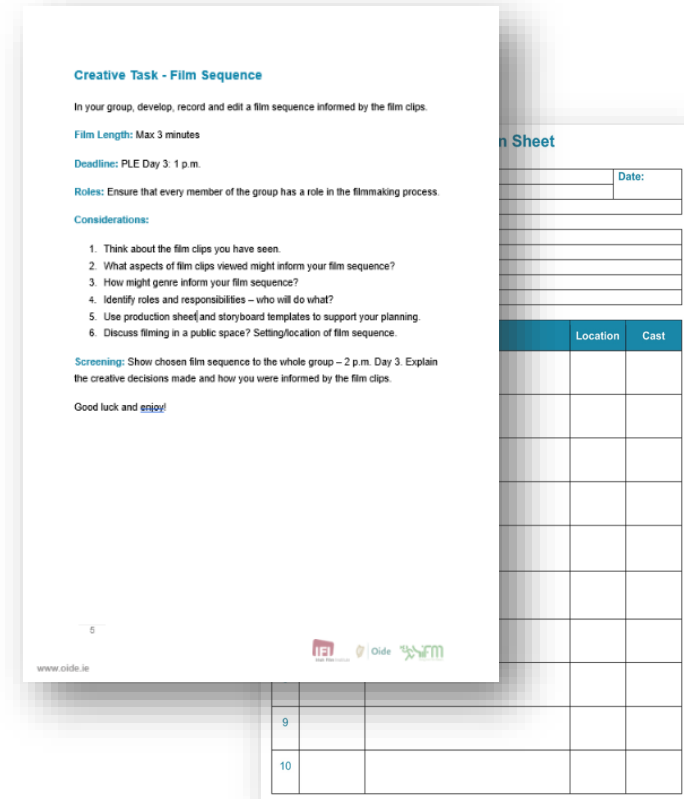 Creative Task - Film Sequence
In your group, develop, record and edit a film sequence informed by the film clips.
Film Length: Max 3 minutes
Deadline: PLE Day 3: 1 p.m.
Roles: Ensure that every member of the group has a role in the filmmaking process.
Considerations:
1. Think about the film clips you have seen.
2. What aspects of film clips viewed might inform your film sequence?
3. How might genre inform your film sequence?
4. Identify roles and responsibilities – who will do what?
5. Use production sheet and storyboard templates to support your planning.
6. Discuss filming in a public space? Setting/location of film sequence.
Screening: Show chosen film sequence to the whole group – 2 p.m. Day 3. Explain
the creative decisions made and how you were informed by the film clips.
Good luck and enjoy!
5
IFI
Oide
FM
www.oide.ie
n Sheet
Date:
Location Cast
9
10